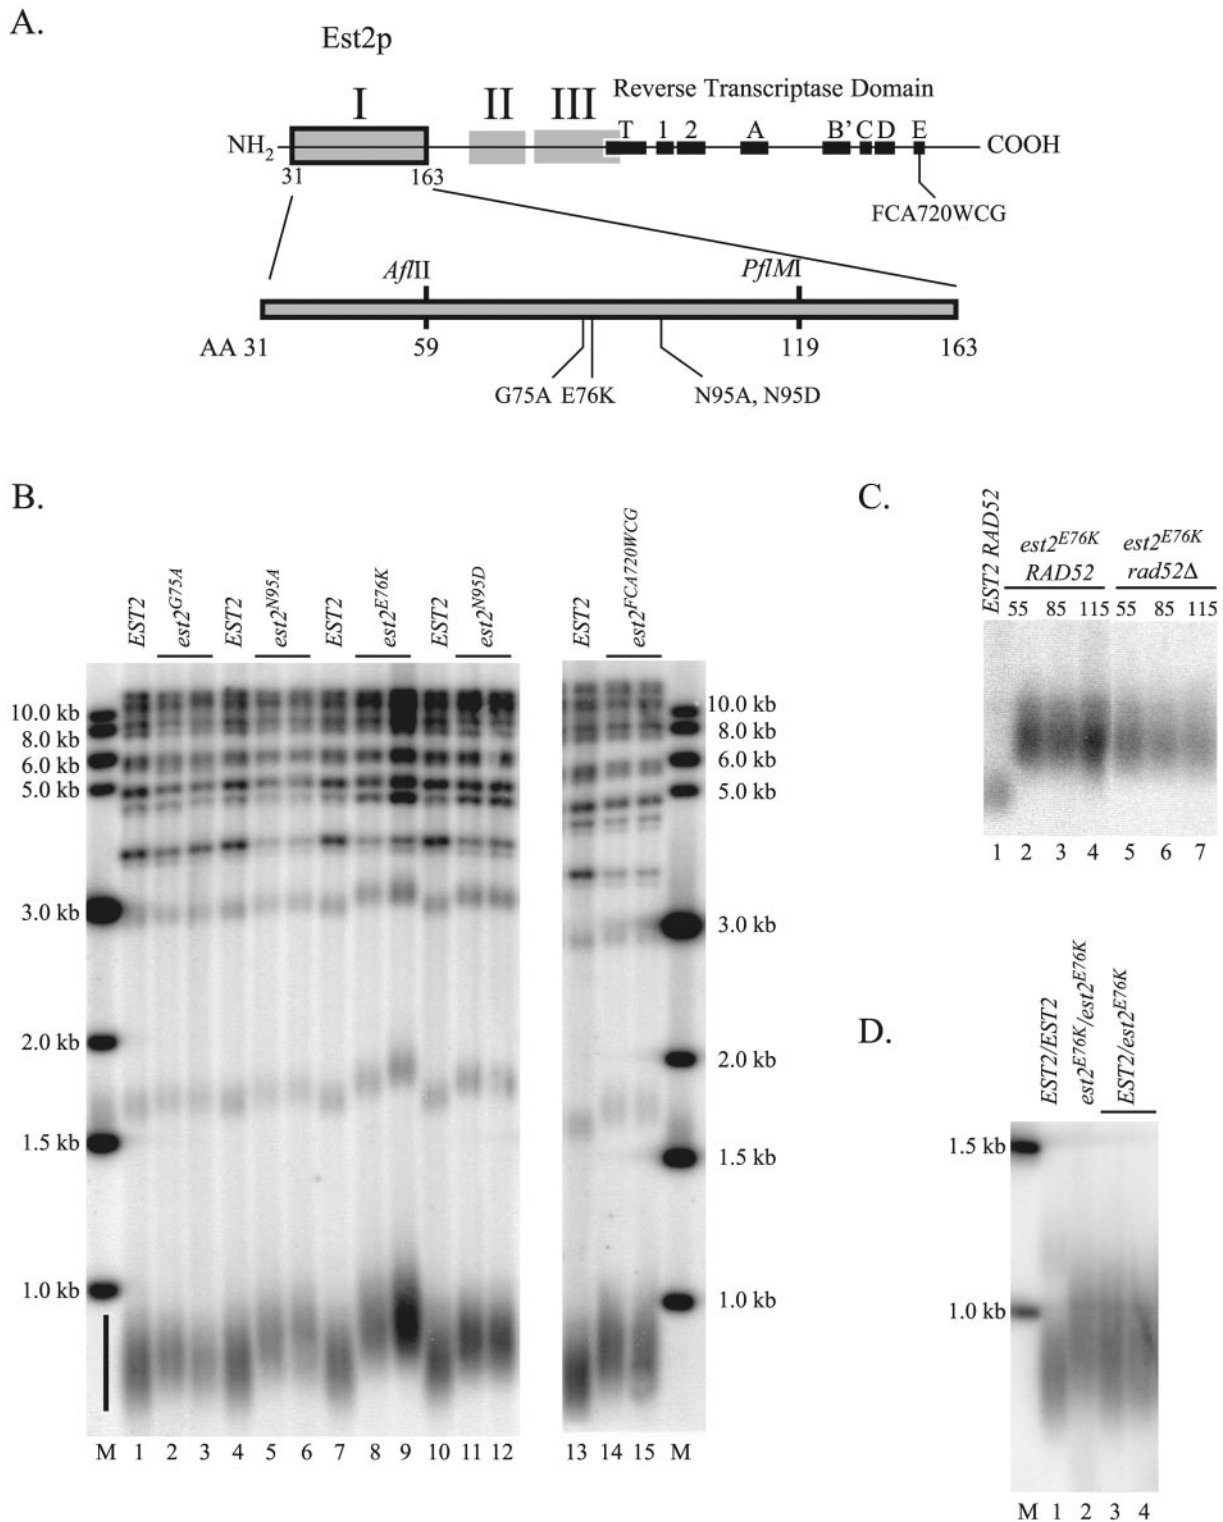 A.
Est2p
I II III Reverse Transcriptase Domain
T 1 2 A B' C D E
NH2 COOH
31 163
FCA720WCG
AflII PflMI
AA 31 59 119 163
G75A E76K N95A, N95D
B.
EST2 est2G75A EST2 est2N95A EST2 est2E76K EST2 est2N95D EST2 est2FCA720WCG
10.0 kb
8.0 kb
6.0 kb
5.0 kb
3.0 kb
2.0 kb
1.5 kb
1.0 kb
10.0 kb
8.0 kb
6.0 kb
5.0 kb
3.0 kb
2.0 kb
1.5 kb
1.0 kb
M 1 2 3 4 5 6 7 8 9 10 11 12 13 14 15 M
C.
EST2 RAD52
est2E76K est2E76K
RAD52 rad52Δ
55 85 115 55 85 115
1 2 3 4 5 6 7
D.
EST2/EST2
est2E76K/est2E76K
EST2/est2E76K
1.5 kb
1.0 kb
M 1 2 3 4